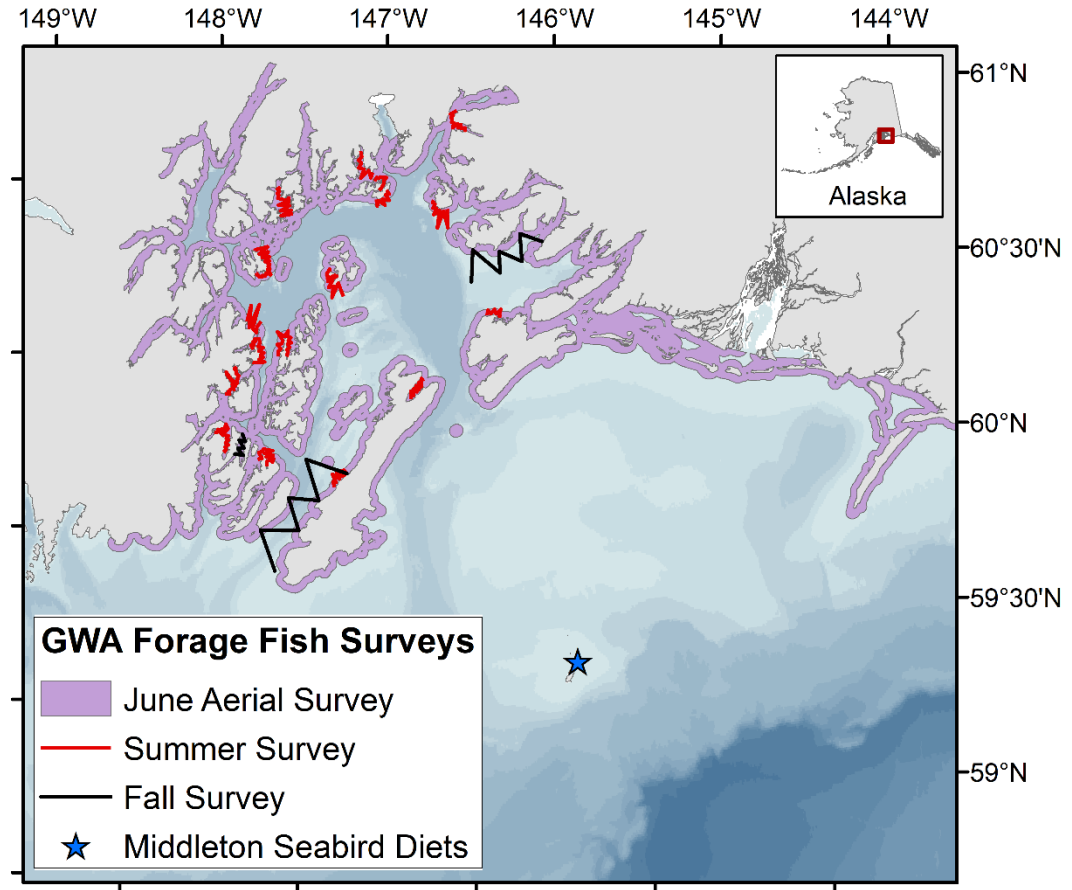 149°W 148°W 147°W 146°W 145°W 144°W
61°N
Alaska
60°30'N
60°N
59°30'N
59°N
GWA Forage Fish Surveys
June Aerial Survey
Summer Survey
Fall Survey
Middleton Seabird Diets